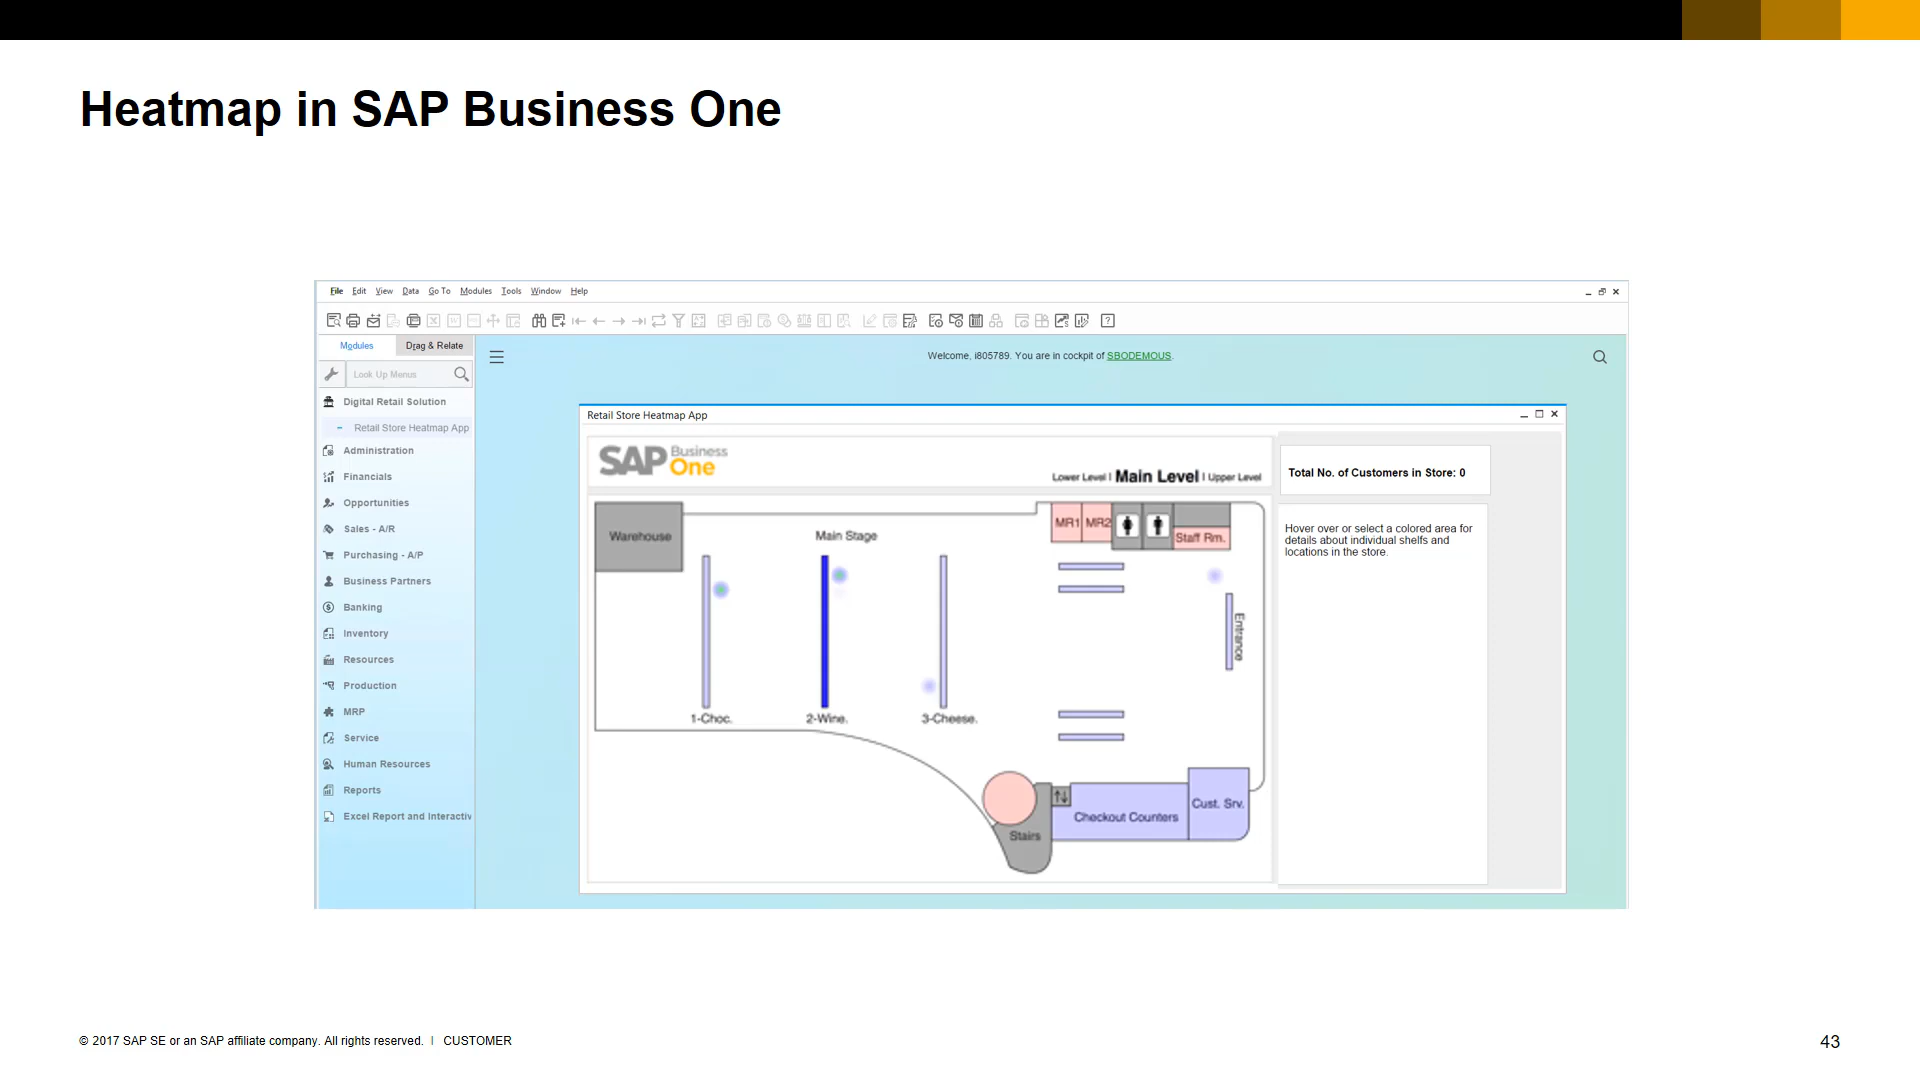 Heatmap in SAP Business One
File Edit View Data Go To Modules Tools Window Help
Modules Drag & Relate
Look Up Menus
Welcome, i805789. You are in cockpit of SBODEMOUS.
Digital Retail Solution
Retail Store Heatmap App
Administration
Financials
Opportunities
Sales - A/R
Purchasing - A/P
Business Partners
Banking
Inventory
Resources
Production
MRP
Service
Human Resources
Reports
Excel Report and Interactiv
Retail Store Heatmap App
SAP Business One
Lower Level | Main Level | Upper Level
Total No. of Customers in Store: 0
Hover over or select a colored area for
details about individual shelfs and
locations in the store.
Warehouse
Main Stage
MR1 MR2
Staff Rm.
Entrance
1-Choc. 2-Wine. 3-Cheese.
Cust. Srv.
Checkout Counters
Stairs
© 2017 SAP SE or an SAP affiliate company. All rights reserved. | CUSTOMER
43